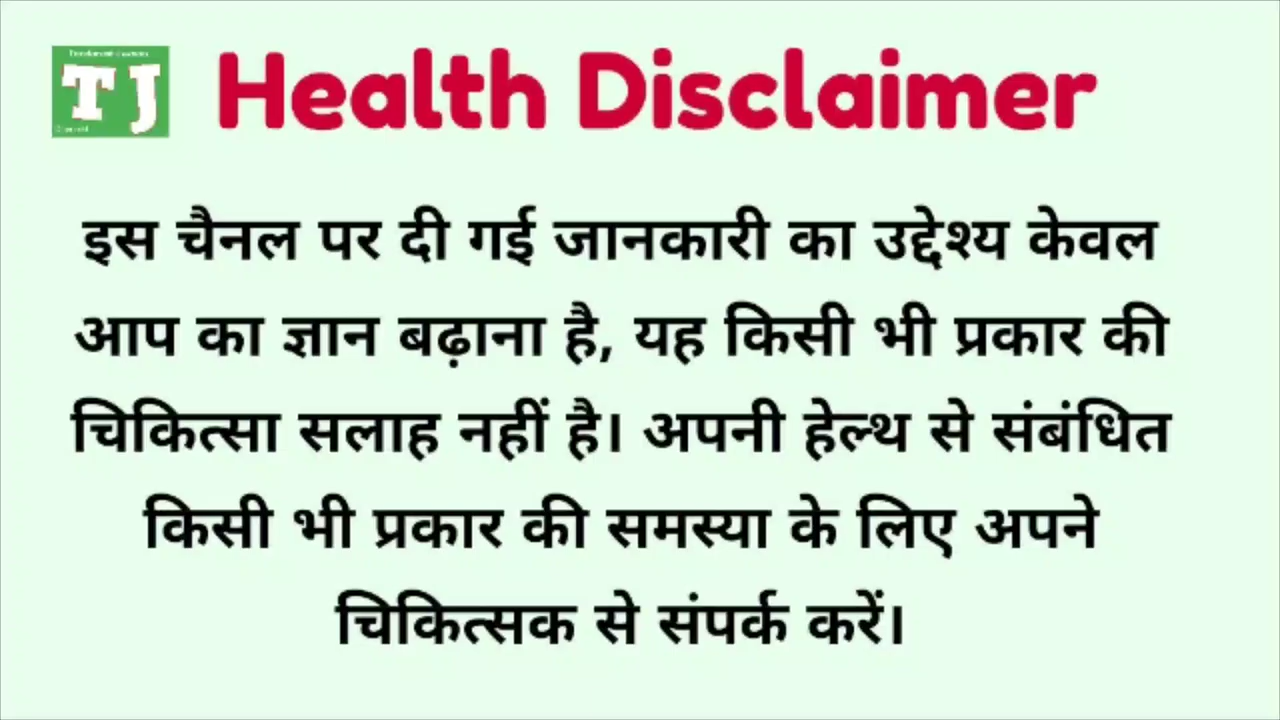 TJ
Health Disclaimer
इस चैनल पर दी गई जानकारी का उद्देश्य केवल
आप का ज्ञान बढ़ाना है, यह किसी भी प्रकार की
चिकित्सा सलाह नहीं है। अपनी हेल्थ से संबंधित
किसी भी प्रकार की समस्या के लिए अपने
चिकित्सक से संपर्क करें।